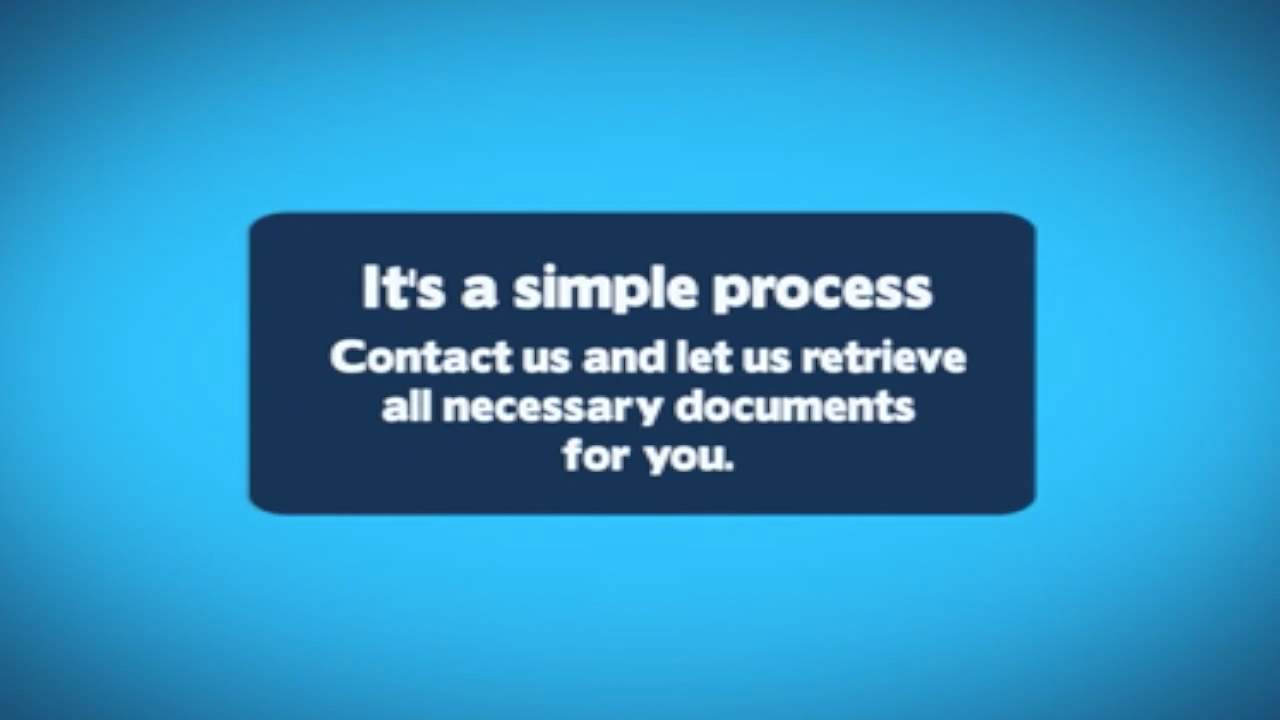 It's a simple process
Contact us and let us retrieve
all necessary documents
for you.